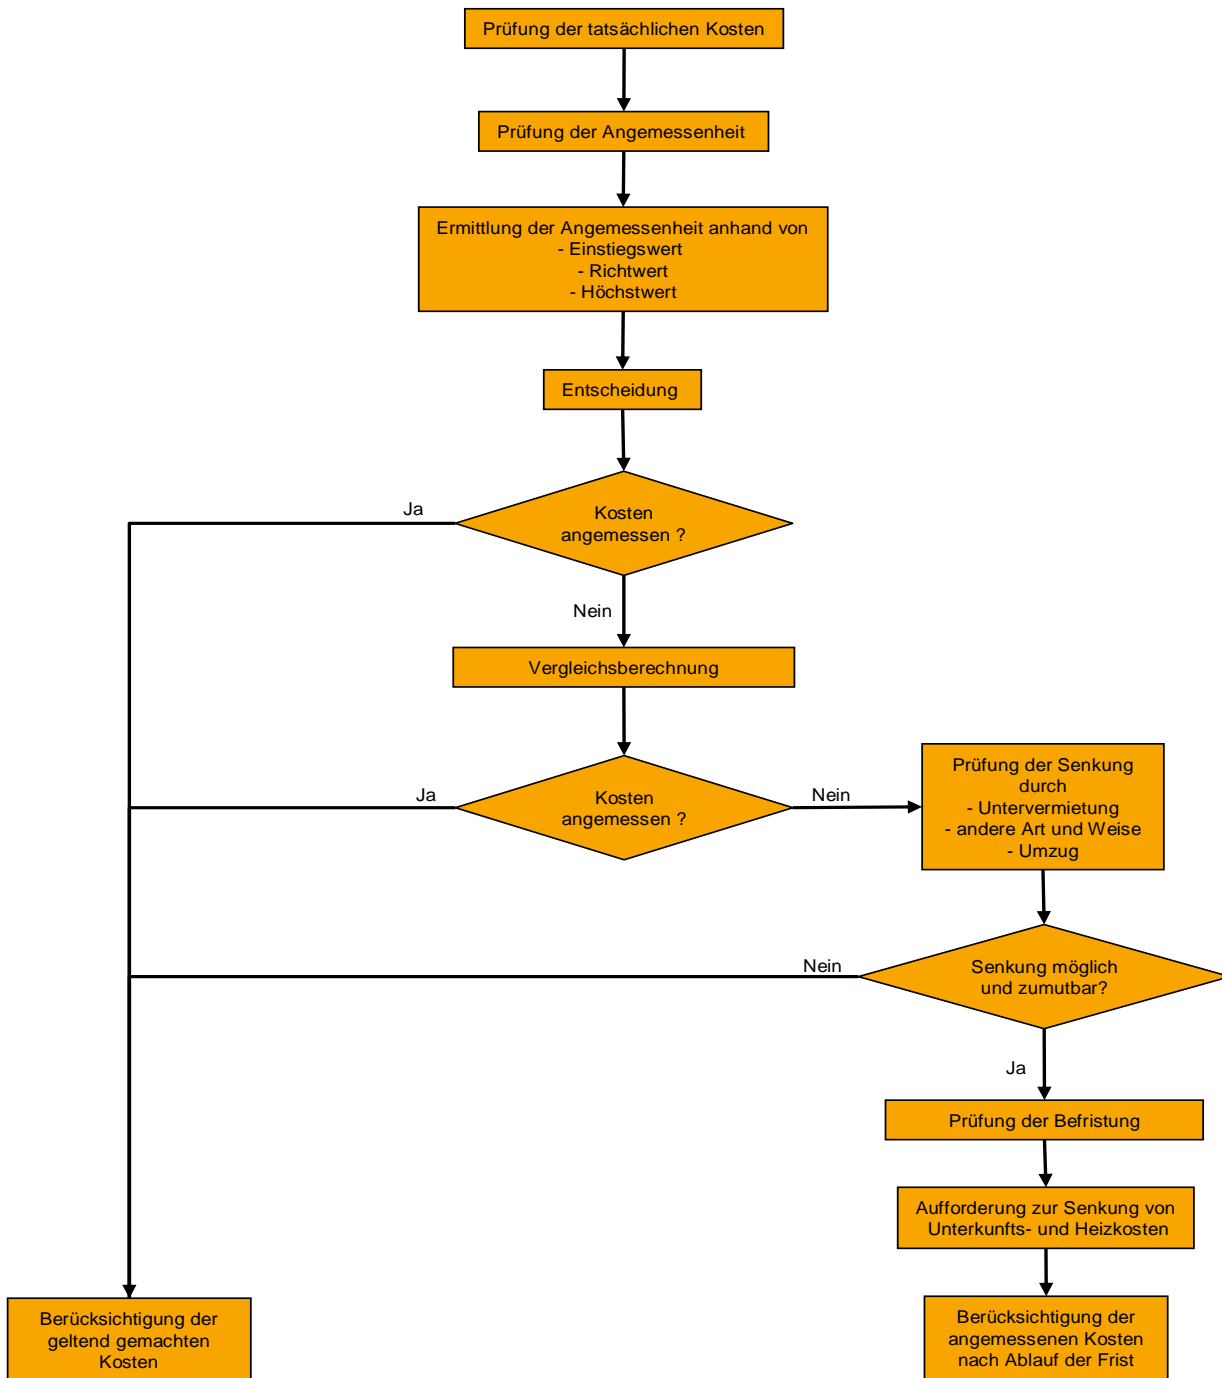 Prüfung der tatsächlichen Kosten
Prüfung der Angemessenheit
Ermittlung der Angemessenheit anhand von
- Einstiegswert
- Richtwert
- Höchstwert
Entscheidung
Ja
Kosten
angemessen ?
Nein
Vergleichsberechnung
Ja
Kosten
angemessen ?
Nein
Prüfung der Senkung
durch
- Untervermietung
- andere Art und Weise
- Umzug
Nein
Senkung möglich
und zumutbar?
Ja
Prüfung der Befristung
Aufforderung zur Senkung von
Unterkunfts- und Heizkosten
Berücksichtigung der
geltend gemachten
Kosten
Berücksichtigung der
angemessenen Kosten
nach Ablauf der Frist